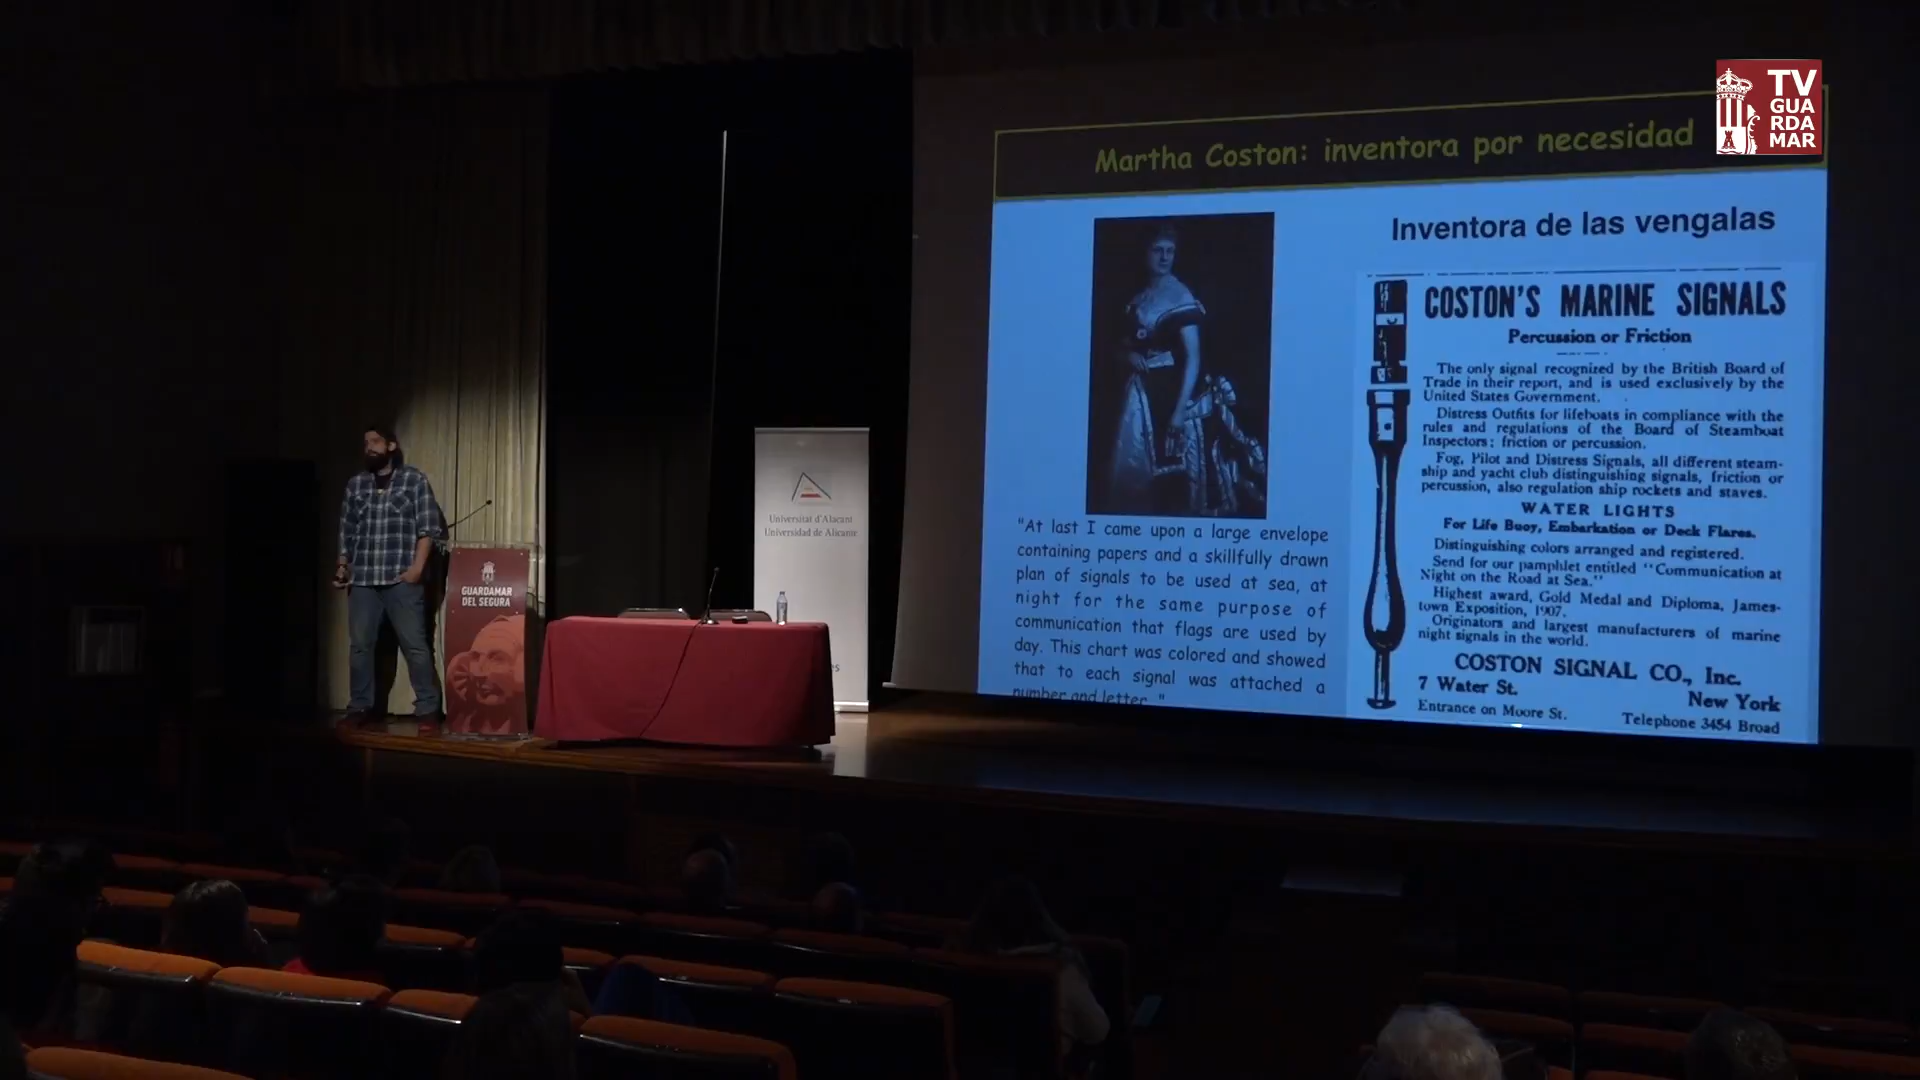 TV
GUA
RDA
MAR
Martha Coston: inventora por necesidad
Inventora de las vengalas
"At last I came upon a large envelope
containing papers and a skillfully drawn
plan of signals to be used at sea, at
night for the same purpose of
communication that flags are used by
day. This chart was colored and showed
that to each signal was attached a
number and letter. "
COSTON'S MARINE SIGNALS
Percussion or Friction
The only signal recognized by the British Board of
Trade in their report, and is used exclusively by the
United States Government.
Distress Outfits for lifeboats in compliance with the
rules and regulations of the Board of Steamboat
Inspectors; friction or percussion.
Fog, Pilot and Distress Signals, all different steam-
ship and yacht club distinguishing signals, friction or
percussion, also regulation ship rockets and staves.
WATER LIGHTS
For Life Buoy, Embarkation or Deck Flares.
Distinguishing colors arranged and registered.
Send for our pamphlet entitled "Communication at
Night on the Road at Sea."
Highest award, Gold Medal and Diploma, James-
town Exposition, 1907.
Originators and largest manufacturers of marine
night signals in the world.
COSTON SIGNAL CO., Inc.
7 Water St.
New York
Entrance on Moore St.
Telephone 3454 Broad
Universitat d'Alacant
Universidad de Alicante
GUARDAMAR
DEL SEGURA